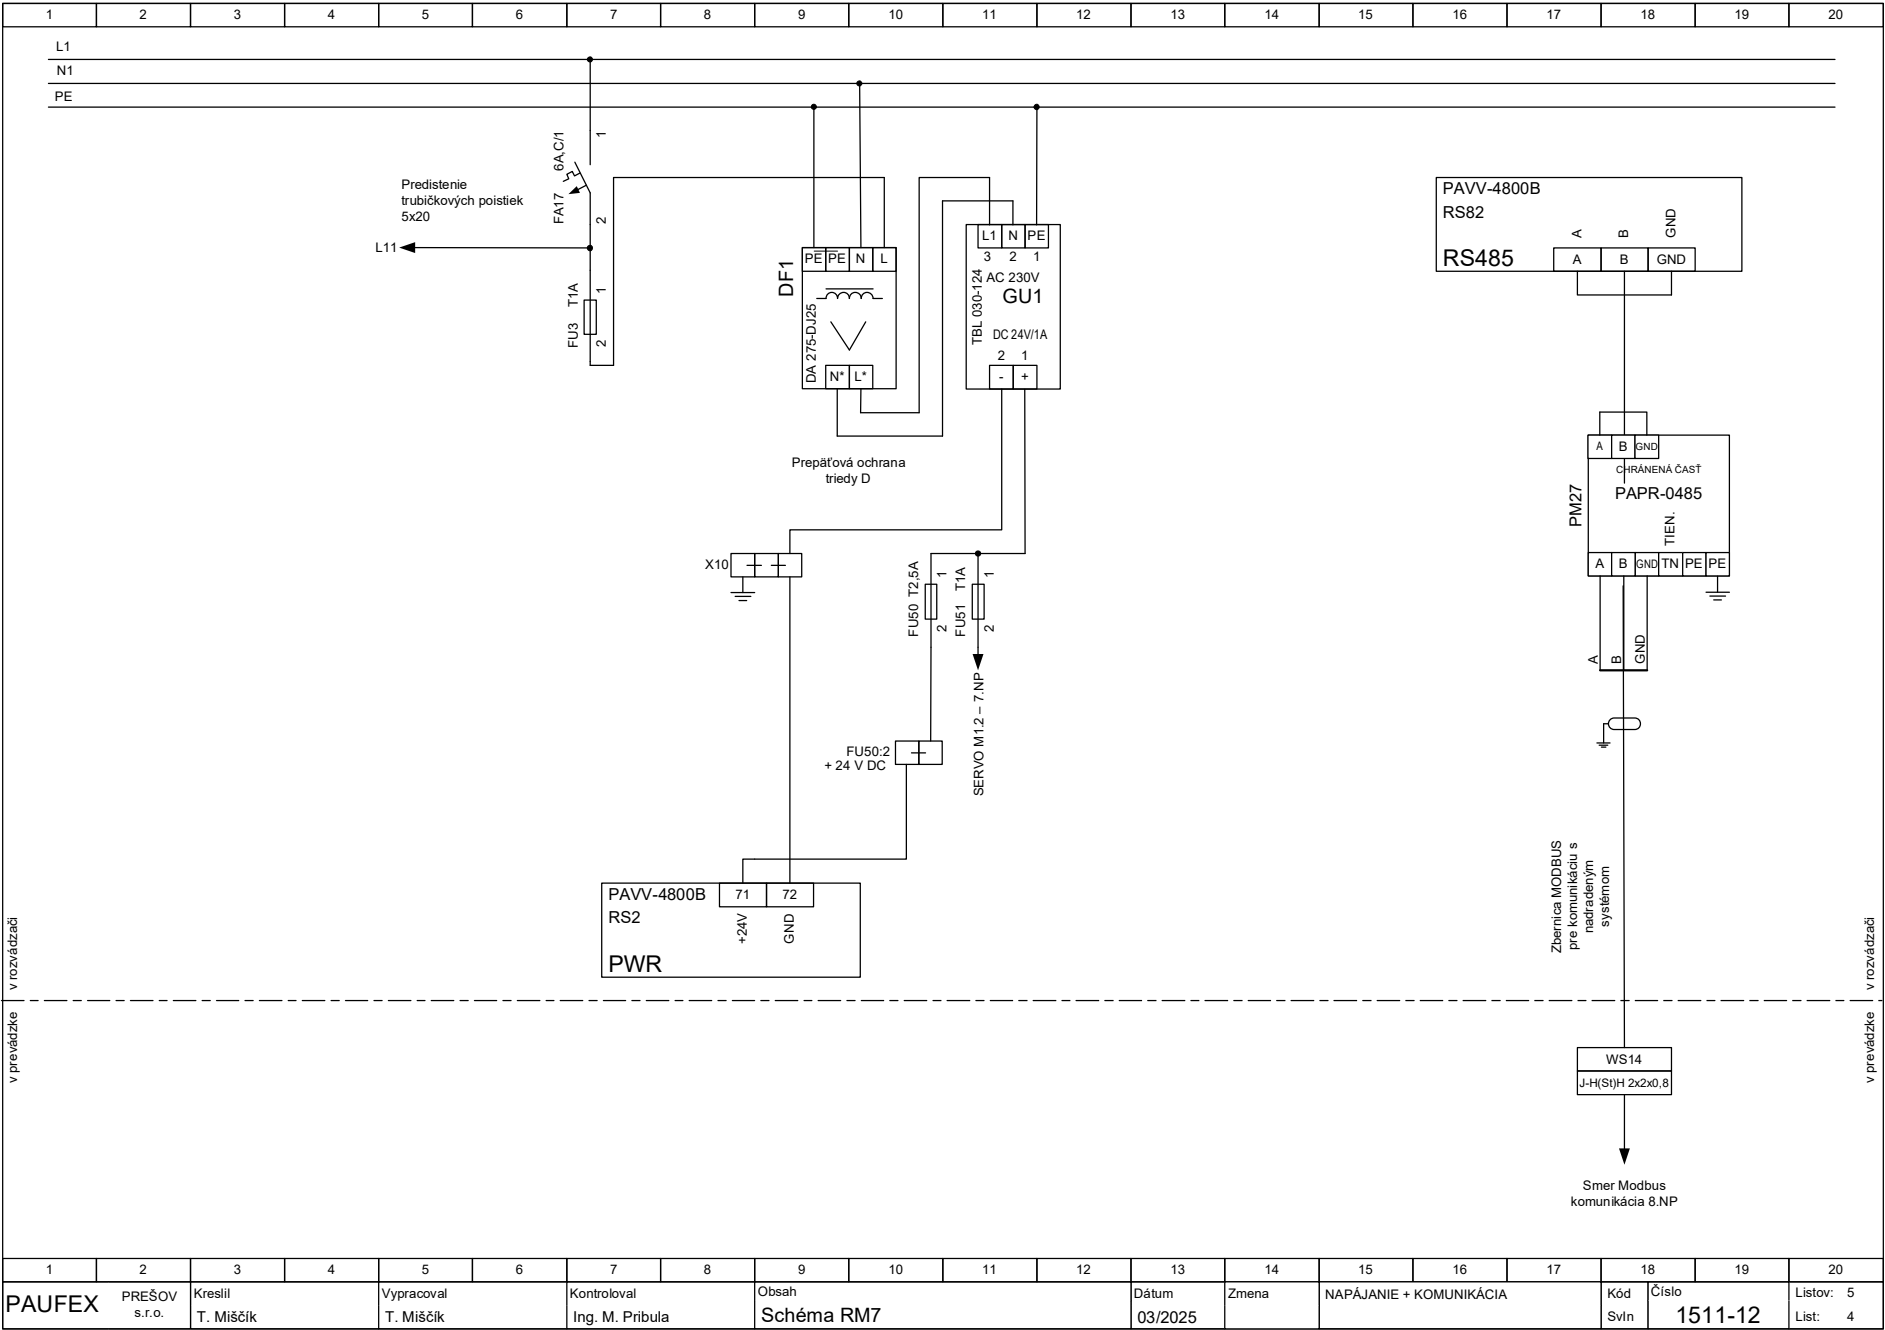 1 2 3 4 5 6 7 8 9 10 11 12 13 14 15 16 17 18 19 20
L1
N1
PE
FA17 6A,C/1
1
2
Predistenie
trubičkových poistiek
5x20
L11
FU3 T1A
1
2
DF1
PE PE N L
DA 275-DJ25
N* L*
Prepäťová ochrana
triedy D
L1 N PE
3 2 1
AC 230V
GU1
TBL 030-124
DC 24V/1A
2 1
- +
X10
FU50 T2,5A
1
2
FU51 T1A
1
2
SERVO M1.2 – 7.NP
FU50:2
+ 24 V DC
PAVV-4800B
71 72
RS2
+24V
GND
PWR
PAVV-4800B
RS82
A B GND
RS485
A B GND
A B GND
CHRÁNENÁ ČASŤ
PAPR-0485
PM27
TIEN.
A B GND TN PE PE
A B GND
Zbernica MODBUS
pre komunikáciu s
nadradeným
systémom
v rozvádzači
v rozvádzači
v prevádzke
v prevádzke
WS14
J-H(St)H 2x2x0,8
Smer Modbus
komunikácia 8.NP
1 2 3 4 5 6 7 8 9 10 11 12 13 14 15 16 17 18 19 20
PAUFEX
PREŠOV
s.r.o.
Kreslil
T. Miščík
Vypracoval
T. Miščík
Kontroloval
Ing. M. Pribula
Obsah
Schéma RM7
Dátum
03/2025
Zmena
NAPÁJANIE + KOMUNIKÁCIA
Kód
SvIn
Číslo
1511-12
Listov: 5
List: 4